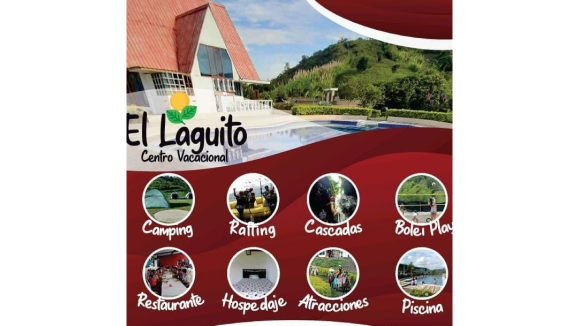 El Laguito
Centro Vacacional
Camping
Rafting
Cascadas
Bolei Play
Restaurante
Hospedaje
Atracciones
Piscina